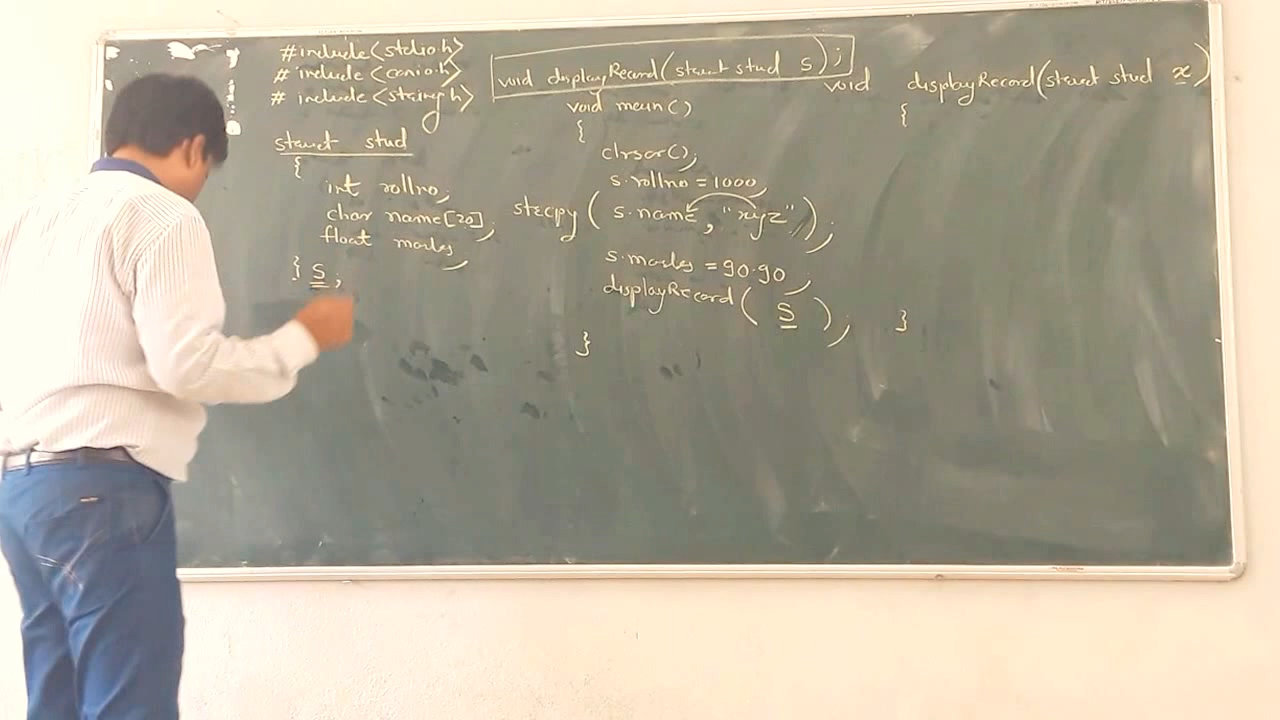 #include<stdio.h>
# include<conio.h>
# include<string.h>
struct stud
{
int rollno;
char name[20];
float marks;
} S;
void displayRecord(struct stud s);
void main()
{
clrscr();
s.rollno = 1000;
strcpy( s.name, "xyz");
s.marks = 90.90;
displayRecord( S );
}
void displayRecord(struct stud x)
{
}